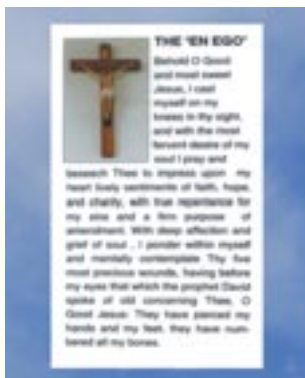 THE 'EN EGO'
Behold O Good
and most sweet
Jesus, I cast
myself on my
knees in thy sight,
and with the most
fervent desire of my
soul I pray and
beseech Thee to impress upon my
heart lively sentiments of faith, hope,
and charity, with true repentance for
my sins and a firm purpose of
amendment. With deep affection and
grief of soul , I ponder within myself
and mentally contemplate Thy five
most precious wounds, having before
my eyes that which the prophet David
spoke of old concerning Thee, O
Good Jesus: They have pierced my
hands and my feet, they have num-
bered all my bones.